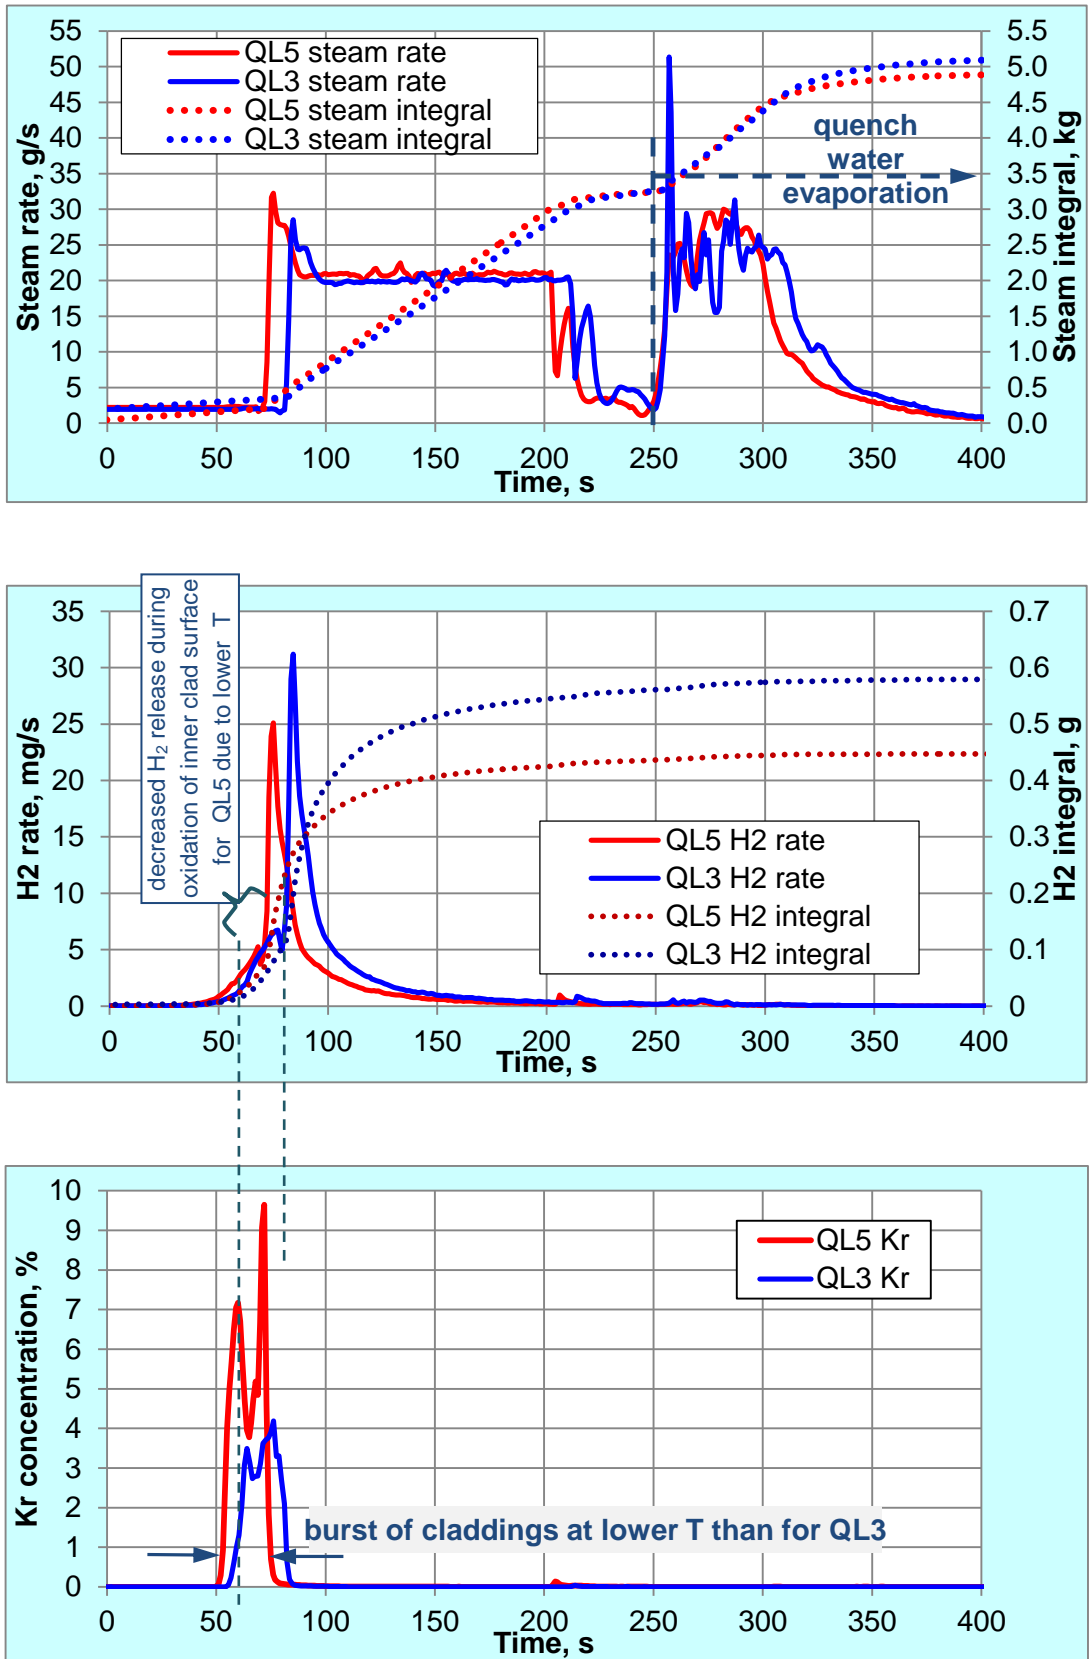 QL5 steam rate
QL3 steam rate
QL5 steam integral
QL3 steam integral
quench
water
evaporation
Steam rate, g/s
55
50
45
40
35
30
25
20
15
10
5
0
Steam integral, kg
5.5
5.0
4.5
4.0
3.5
3.0
2.5
2.0
1.5
1.0
0.5
0.0
0 50 100 150 200 250 300 350 400
Time, s
decreased H2 release during
oxidation of inner clad surface
for QL5 due to lower T
H2 rate, mg/s
35
30
25
20
15
10
5
0
H2 integral, g
0.7
0.6
0.5
0.4
0.3
0.2
0.1
0
QL5 H2 rate
QL3 H2 rate
QL5 H2 integral
QL3 H2 integral
0 50 100 150 200 250 300 350 400
Time, s
Kr concentration, %
10
9
8
7
6
5
4
3
2
1
0
QL5 Kr
QL3 Kr
burst of claddings at lower T than for QL3
0 50 100 150 200 250 300 350 400
Time, s